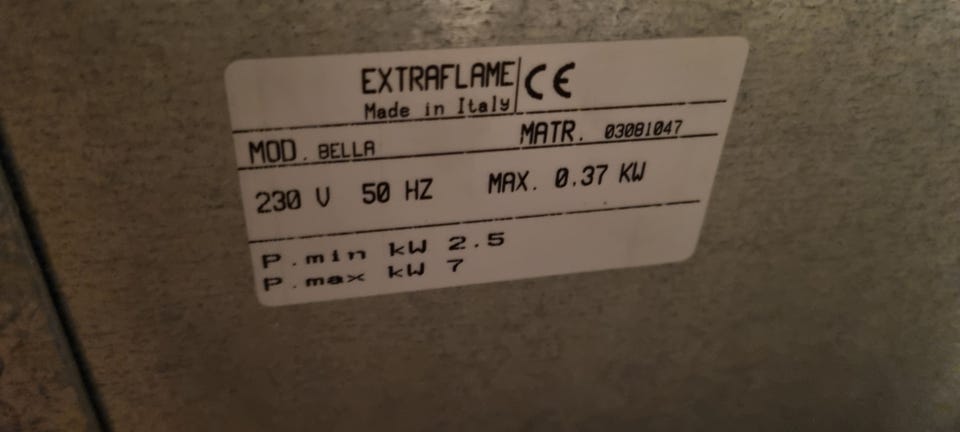 EXTRAFLAME CE
Made in Italy
MOD. BELLA MATR. 03081047
230 V 50 HZ MAX. 0.37 KW
P.min kW 2.5
P.max kW 7